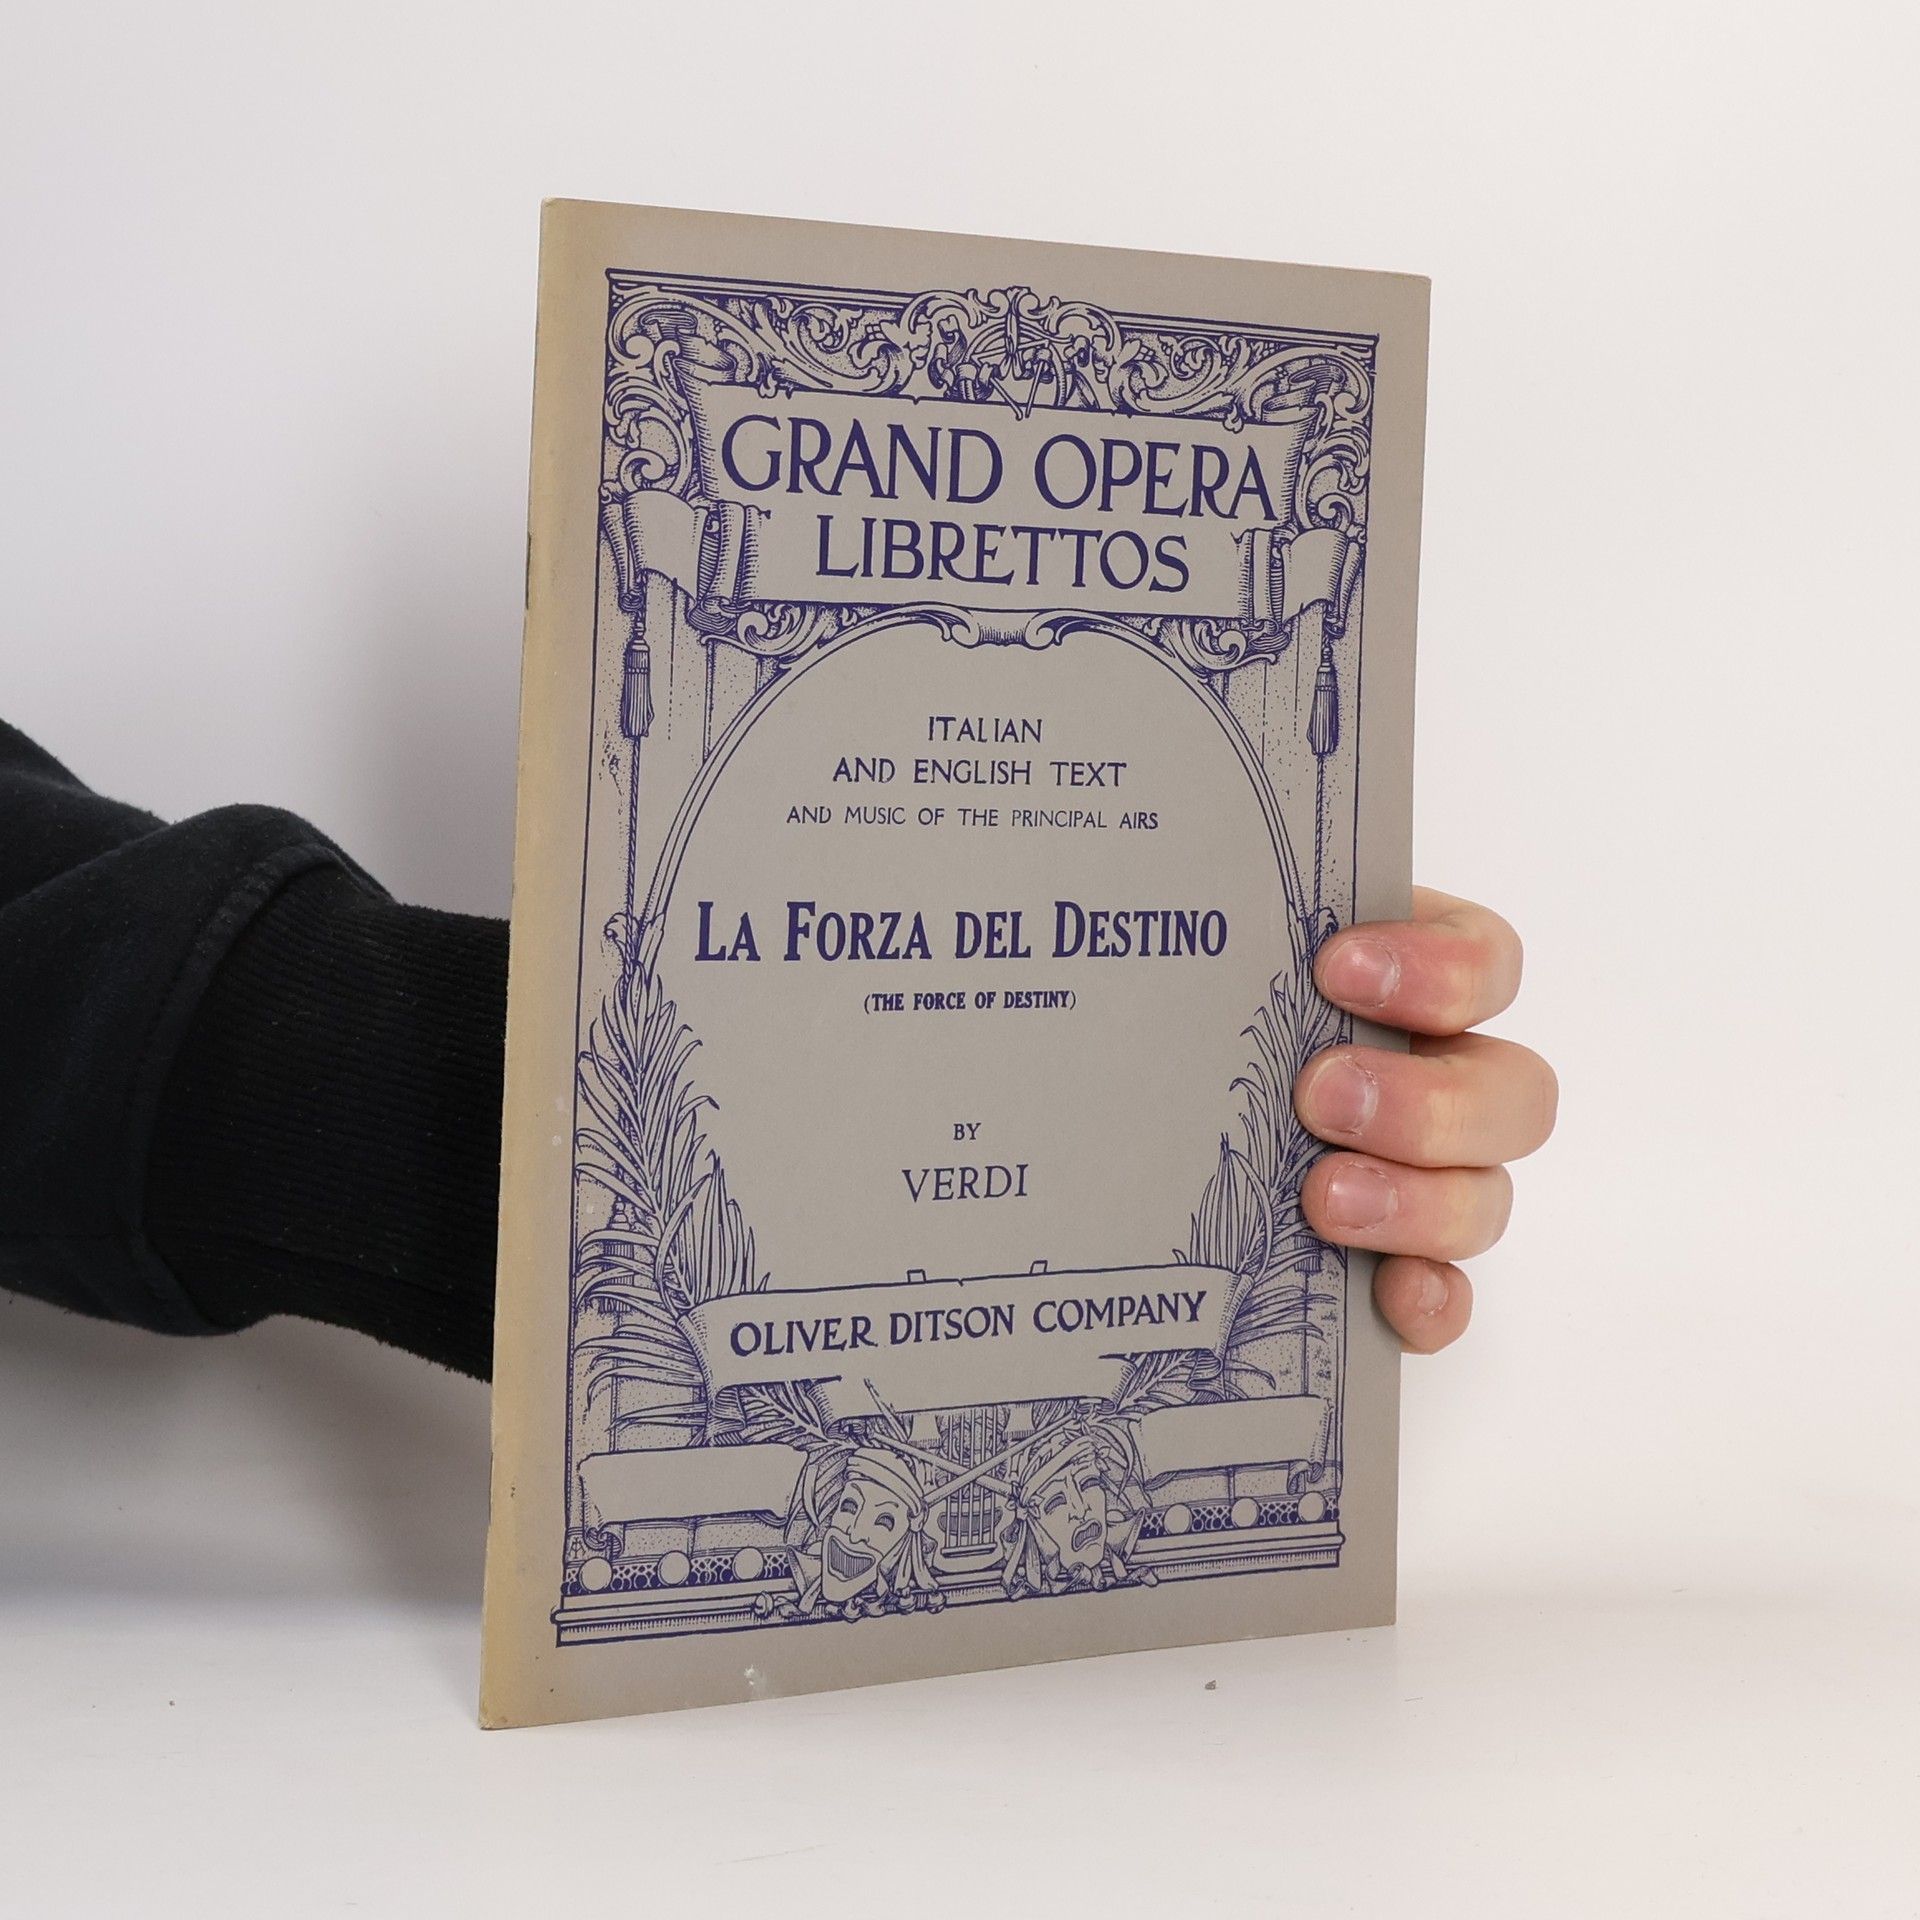 GRAND OPERA
LIBRETTOS
ITALIAN
AND ENGLISH TEXT
AND MUSIC OF THE PRINCIPAL AIRS
LA FORZA DEL DESTINO
(THE FORCE OF DESTINY)
BY
VERDI
OLIVER DITSON COMPANY